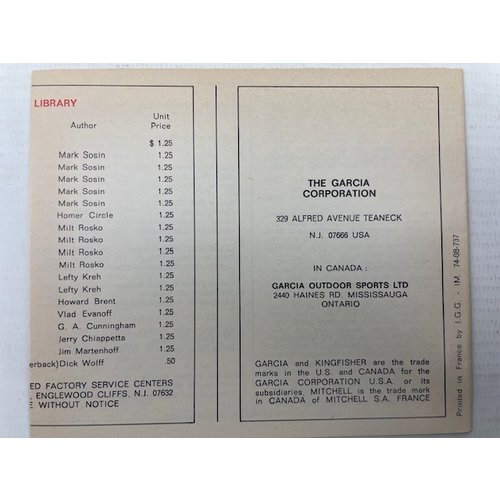 LIBRARY
Author Unit Price
$ 1.25
Mark Sosin 1.25
Mark Sosin 1.25
Mark Sosin 1.25
Mark Sosin 1.25
Mark Sosin 1.25
Homer Circle 1.25
Milt Rosko 1.25
Milt Rosko 1.25
Milt Rosko 1.25
Milt Rosko 1.25
Lefty Kreh 1.25
Lefty Kreh 1.25
Howard Brent 1.25
Vlad Evanoff 1.25
G. A. Cunningham 1.25
Jerry Chiappetta 1.25
Jim Martenhoff 1.25
erback) Dick Wolff .50
ED FACTORY SERVICE CENTERS
, ENGLEWOOD CLIFFS, N.J. 07632
E WITHOUT NOTICE
THE GARCIA
CORPORATION
329 ALFRED AVENUE TEANECK
N.J. 07666 USA
IN CANADA :
GARCIA OUTDOOR SPORTS LTD
2440 HAINES RD, MISSISSAUGA
ONTARIO
GARCIA and KINGFISHER are the trade
marks in the U.S. and CANADA for the
GARCIA CORPORATION U.S.A. or its
subsidiaries, MITCHELL is the trade mark
in CANADA of MITCHELL S.A. FRANCE
Printed in France by I.G.G. - IM 74-08-737